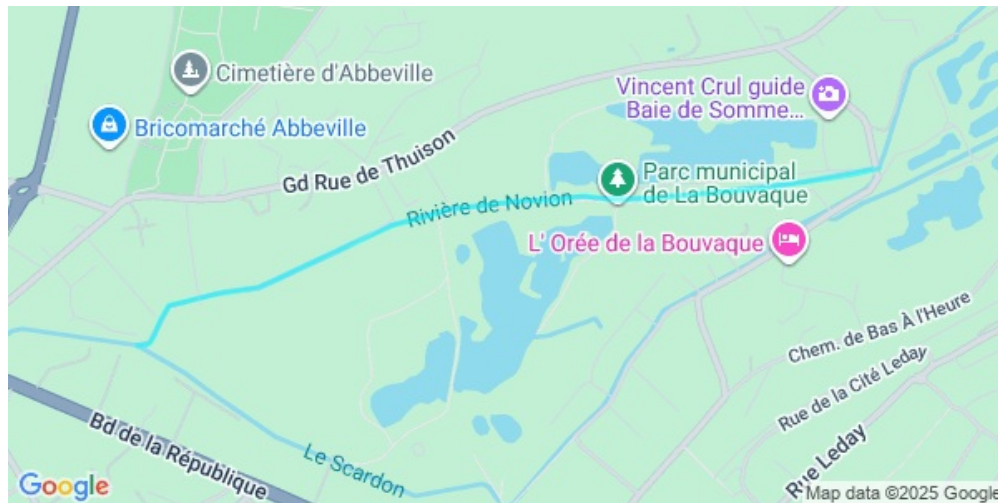 Cimetière d'Abbeville
Vincent Crul guide
Baie de Somme...
Bricomarché Abbeville
Gd Rue de Thuison
Parc municipal
de La Bouvaque
Rivière de Novion
L' Orée de la Bouvaque
Chem. de Bas À l'Heure
Rue de la Cité Leday
Bd de la République
Le Scardon
Rue Leday
Google
Map data ©2025 Google